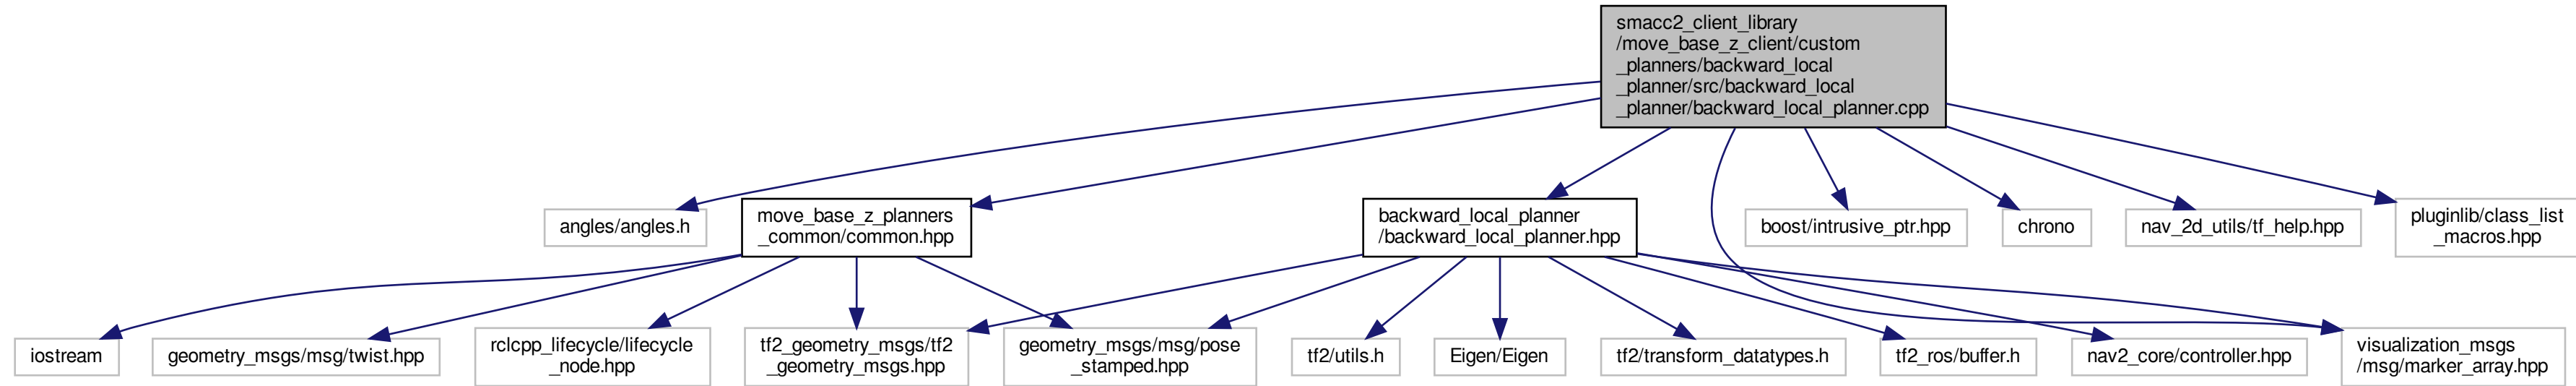 smacc2_client_library
/move_base_z_client/custom
_planners/backward_local
_planner/src/backward_local
_planner/backward_local_planner.cpp
angles/angles.h
move_base_z_planners
_common/common.hpp
backward_local_planner
/backward_local_planner.hpp
boost/intrusive_ptr.hpp
chrono
nav_2d_utils/tf_help.hpp
pluginlib/class_list
_macros.hpp
iostream
geometry_msgs/msg/twist.hpp
rclcpp_lifecycle/lifecycle
_node.hpp
tf2_geometry_msgs/tf2
_geometry_msgs.hpp
geometry_msgs/msg/pose
_stamped.hpp
tf2/utils.h
Eigen/Eigen
tf2/transform_datatypes.h
tf2_ros/buffer.h
nav2_core/controller.hpp
visualization_msgs
/msg/marker_array.hpp